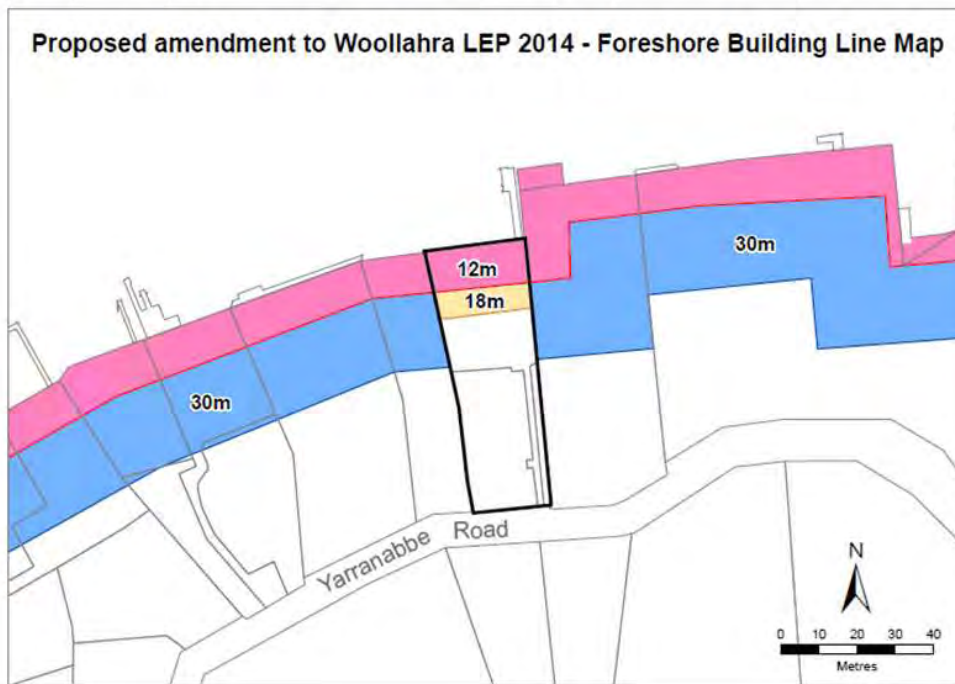 Proposed amendment to Woollahra LEP 2014 - Foreshore Building Line Map
30m
12m
18m
30m
Yarranabbe Road
N
0 10 20 30 40
Metres